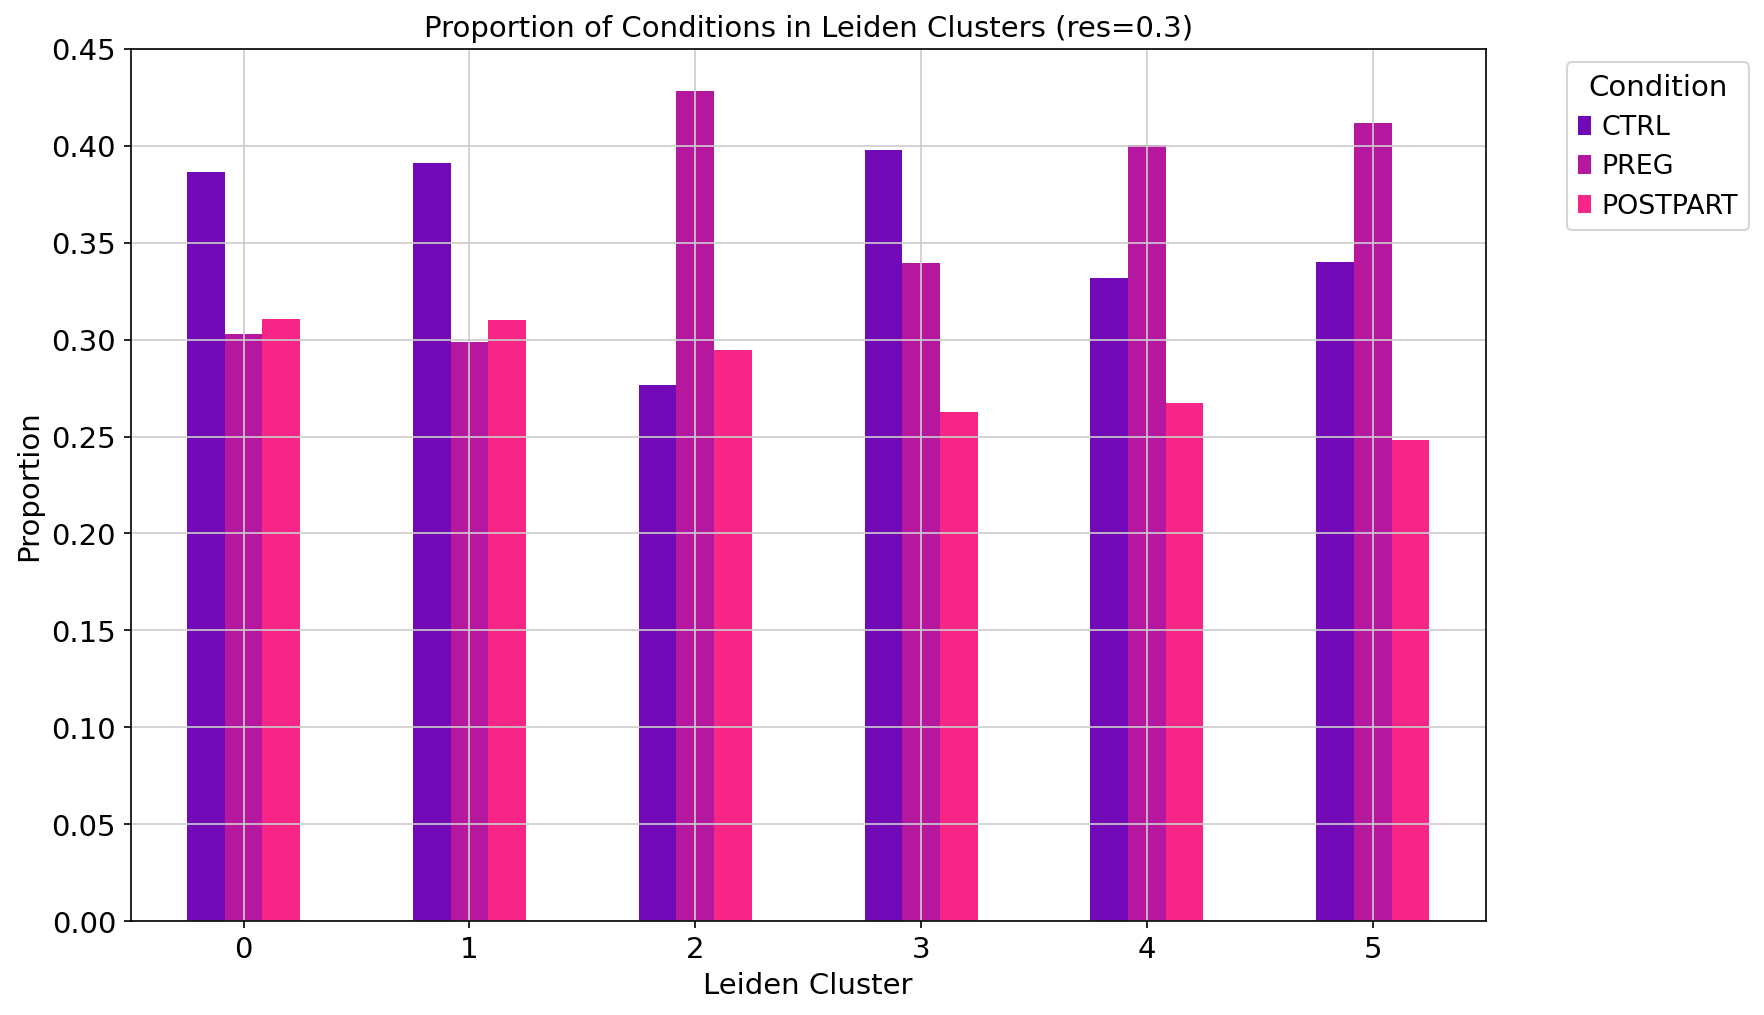 Proportion of Conditions in Leiden Clusters (res=0.3)
Condition
CTRL
PREG
POSTPART
0.45
0.40
0.35
0.30
0.25
0.20
0.15
0.10
0.05
0.00
Proportion
0 1 2 3 4 5
Leiden Cluster